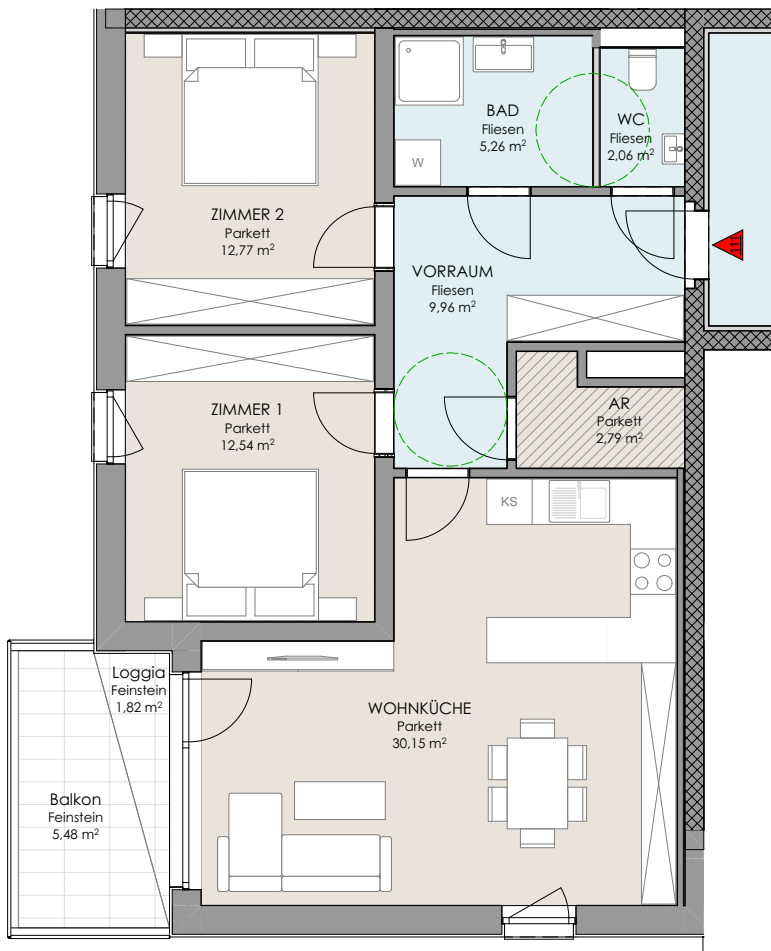 BAD
Fliesen
5,26 m²
WC
Fliesen
2,06 m²
W
ZIMMER 2
Parkett
12,77 m²
111
VORRAUM
Fliesen
9,96 m²
ZIMMER 1
Parkett
12,54 m²
AR
Parkett
2,79 m²
KS
Loggia
Feinstein
1,82 m²
WOHNKÜCHE
Parkett
30,15 m²
Balkon
Feinstein
5,48 m²